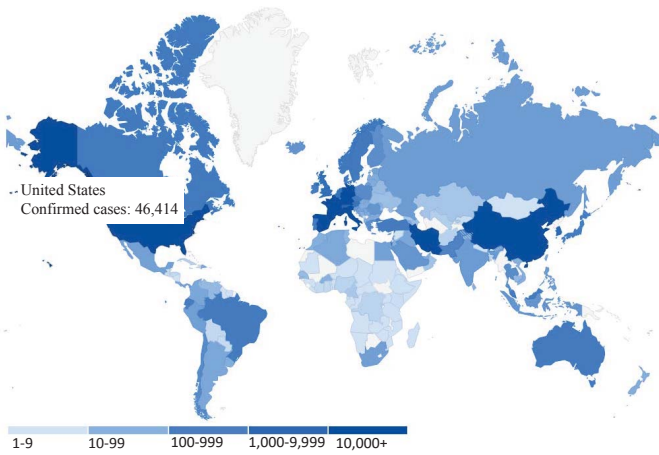 United States
Confirmed cases: 46,414
1-9 10-99 100-999 1,000-9,999 10,000+